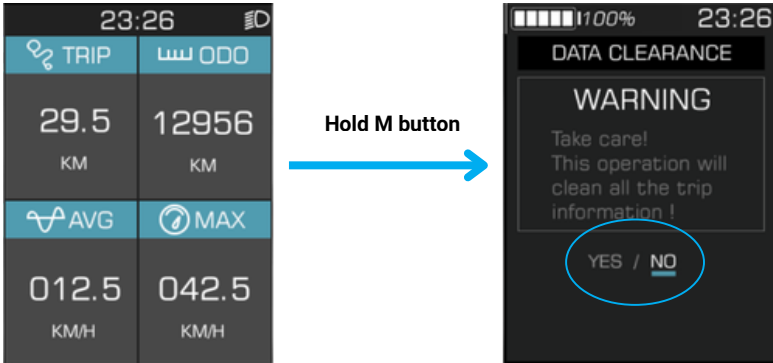 23:26
TRIP
ODO
29.5
12956
KM
KM
AVG
MAX
012.5
042.5
KM/H
KM/H
Hold M button
100% 23:26
DATA CLEARANCE
WARNING
Take care!
This operation will
clean all the trip
information !
YES / NO